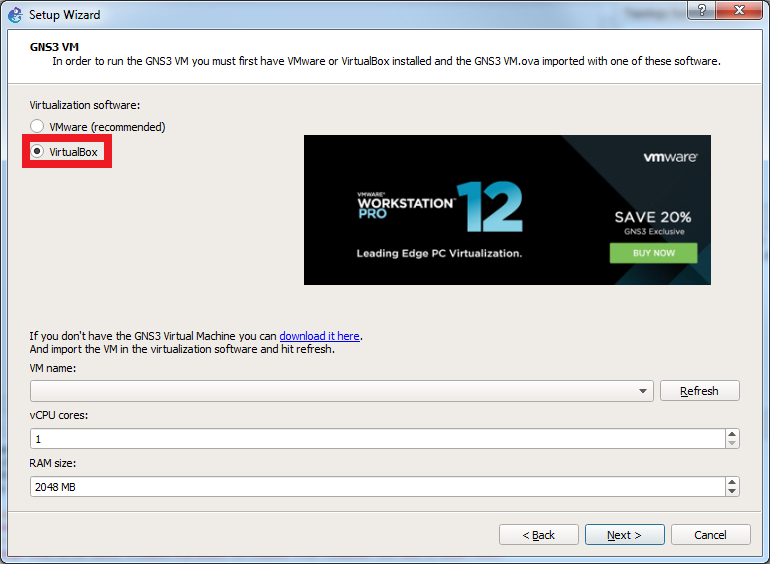 Setup Wizard
?
GNS3 VM
In order to run the GNS3 VM you must first have VMware or VirtualBox installed and the GNS3 VM.ova imported with one of these software.
Virtualization software:
VMware (recommended)
VirtualBox
vmware®
VMWARE®
WORKSTATION™
PRO
12
Leading Edge PC Virtualization.
SAVE 20%
GNS3 Exclusive
BUY NOW
If you don't have the GNS3 Virtual Machine you can download it here.
And import the VM in the virtualization software and hit refresh.
VM name:
Refresh
vCPU cores:
1
RAM size:
2048 MB
< Back
Next >
Cancel